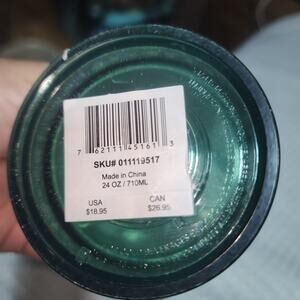 7 62111 45161 3
SKU# 011119517
Made in China
24 OZ / 710ML
USA CAN
$18.95 $26.95